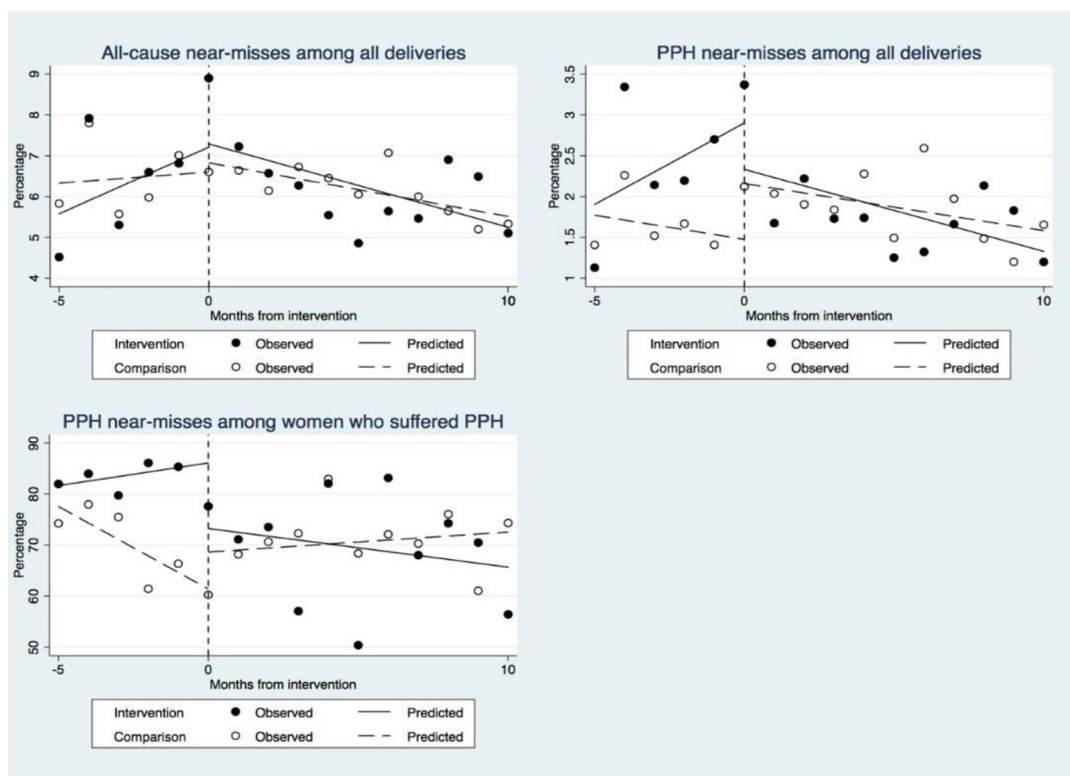 All-cause near-misses among all deliveries
9
8
7
6
5
4
Percentage
-5 0 10
Months from intervention
Intervention Observed Predicted
Comparison Observed Predicted
PPH near-misses among all deliveries
3.5
3
2.5
2
1.5
1
Percentage
-5 0 10
Months from intervention
Intervention Observed Predicted
Comparison Observed Predicted
PPH near-misses among women who suffered PPH
90
80
70
60
50
Percentage
-5 0 10
Months from intervention
Intervention Observed Predicted
Comparison Observed Predicted